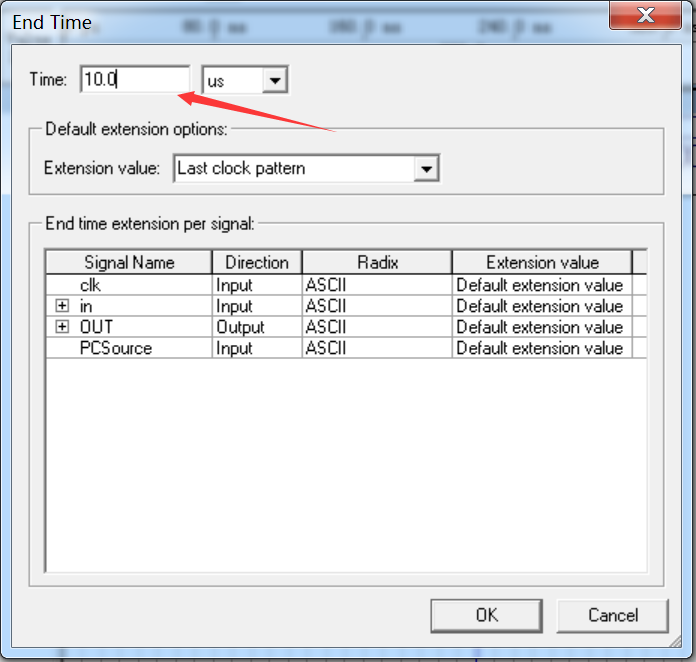 End Time
Time: 10.0 us
Default extension options:
Extension value: Last clock pattern
End time extension per signal:
Signal Name Direction Radix Extension value
clk Input ASCII Default extension value
in Input ASCII Default extension value
OUT Output ASCII Default extension value
PCSource Input ASCII Default extension value
OK Cancel